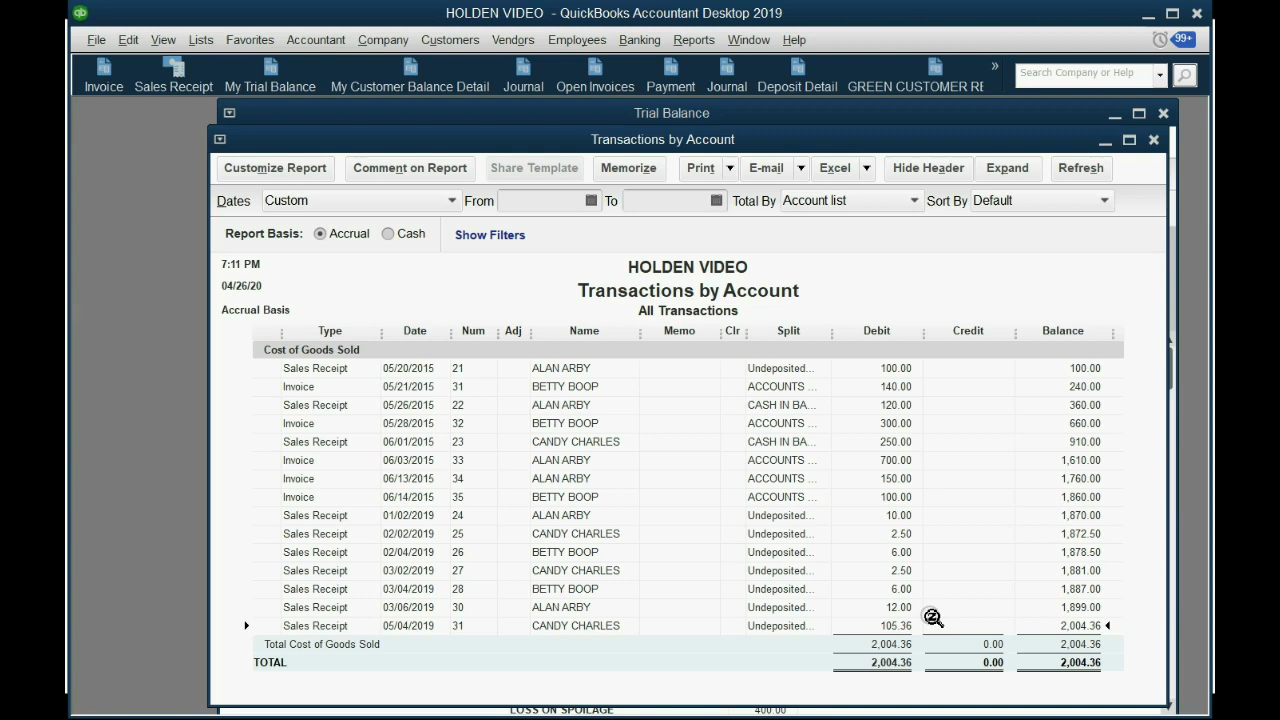 HOLDEN VIDEO - QuickBooks Accountant Desktop 2019
File Edit View Lists Favorites Accountant Company Customers Vendors Employees Banking Reports Window Help 99+
Invoice Sales Receipt My Trial Balance My Customer Balance Detail Journal Open Invoices Payment Journal Deposit Detail GREEN CUSTOMER RE » Search Company or Help
Trial Balance
Transactions by Account
Customize Report Comment on Report Share Template Memorize Print E-mail Excel Hide Header Expand Refresh
Dates Custom From To Total By Account list Sort By Default
Report Basis: Accrual Cash Show Filters
7:11 PM HOLDEN VIDEO
04/26/20 Transactions by Account
Accrual Basis All Transactions
Type Date Num Adj Name Memo Clr Split Debit Credit Balance
Cost of Goods Sold
Sales Receipt 05/20/2015 21 ALAN ARBY Undeposited... 100.00 100.00
Invoice 05/21/2015 31 BETTY BOOP ACCOUNTS ... 140.00 240.00
Sales Receipt 05/26/2015 22 ALAN ARBY CASH IN BA... 120.00 360.00
Invoice 05/28/2015 32 BETTY BOOP ACCOUNTS ... 300.00 660.00
Sales Receipt 06/01/2015 23 CANDY CHARLES CASH IN BA... 250.00 910.00
Invoice 06/03/2015 33 ALAN ARBY ACCOUNTS ... 700.00 1,610.00
Invoice 06/13/2015 34 ALAN ARBY ACCOUNTS ... 150.00 1,760.00
Invoice 06/14/2015 35 BETTY BOOP ACCOUNTS ... 100.00 1,860.00
Sales Receipt 01/02/2019 24 ALAN ARBY Undeposited... 10.00 1,870.00
Sales Receipt 02/02/2019 25 CANDY CHARLES Undeposited... 2.50 1,872.50
Sales Receipt 02/04/2019 26 BETTY BOOP Undeposited... 6.00 1,878.50
Sales Receipt 03/02/2019 27 CANDY CHARLES Undeposited... 2.50 1,881.00
Sales Receipt 03/04/2019 28 BETTY BOOP Undeposited... 6.00 1,887.00
Sales Receipt 03/06/2019 30 ALAN ARBY Undeposited... 12.00 1,899.00
Sales Receipt 05/04/2019 31 CANDY CHARLES Undeposited... 105.36 2,004.36
Total Cost of Goods Sold 2,004.36 0.00 2,004.36
TOTAL 2,004.36 0.00 2,004.36
LOSS ON SPOILAGE 400.00